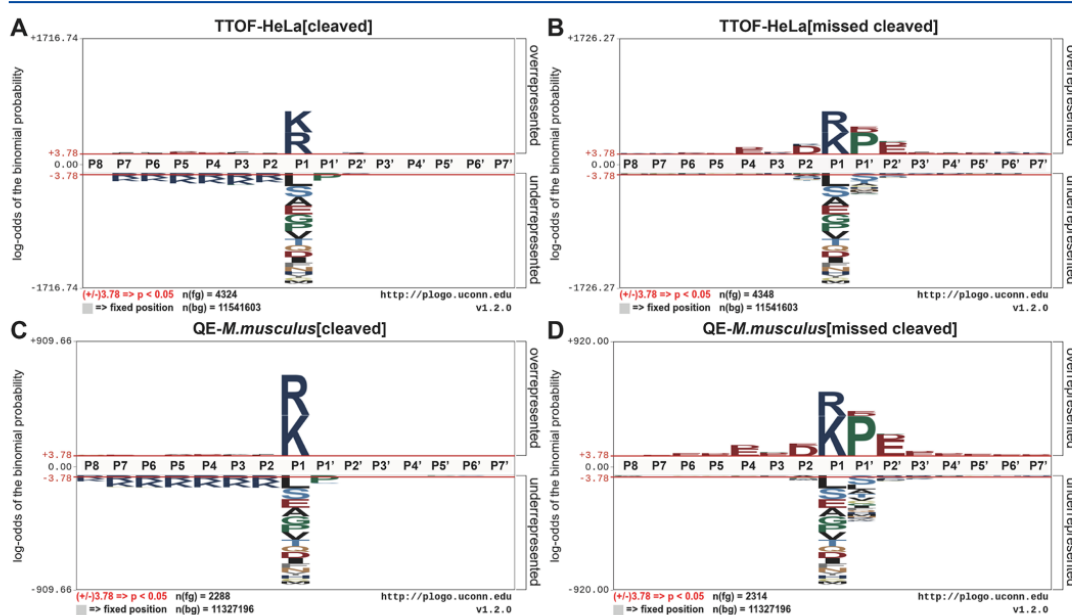 A TTOF-HeLa[cleaved]
+1716.74
log-odds of the binomial probability
overrepresented
K
R
+3.78
0.00 P8 P7 P6 P5 P4 P3 P2 P1 P1' P2' P3' P4' P5' P6' P7'
-3.78
R R R R R R L P
S
A
E
G
P
V
T
Q
D
I
underrepresented
-1716.74
(+/-)3.78 => p < 0.05 n(fg) = 4324 http://plogo.uconn.edu
=> fixed position n(bg) = 11541603 v1.2.0
B TTOF-HeLa[missed cleaved]
+1726.27
log-odds of the binomial probability
overrepresented
R
K P
E D E
+3.78
0.00 P8 P7 P6 P5 P4 P3 P2 P1 P1' P2' P3' P4' P5' P6' P7'
-3.78
L S
S
A
E
G
P
V
T
Q
D
I
underrepresented
-1726.27
(+/-)3.78 => p < 0.05 n(fg) = 4348 http://plogo.uconn.edu
=> fixed position n(bg) = 11541603 v1.2.0
C QE-M.musculus[cleaved]
+909.66
log-odds of the binomial probability
overrepresented
R
K
+3.78
0.00 P8 P7 P6 P5 P4 P3 P2 P1 P1' P2' P3' P4' P5' P6' P7'
-3.78
R R R R R R L P
S
E
A
G
P
V
T
Q
D
I
underrepresented
-909.66
(+/-)3.78 => p < 0.05 n(fg) = 2288 http://plogo.uconn.edu
=> fixed position n(bg) = 11327196 v1.2.0
D QE-M.musculus[missed cleaved]
+920.00
log-odds of the binomial probability
overrepresented
R
K P
E D D
E
+3.78
0.00 P8 P7 P6 P5 P4 P3 P2 P1 P1' P2' P3' P4' P5' P6' P7'
-3.78
L S
S
A
E
G
P
V
T
Q
D
I
underrepresented
-920.00
(+/-)3.78 => p < 0.05 n(fg) = 2314 http://plogo.uconn.edu
=> fixed position n(bg) = 11327196 v1.2.0